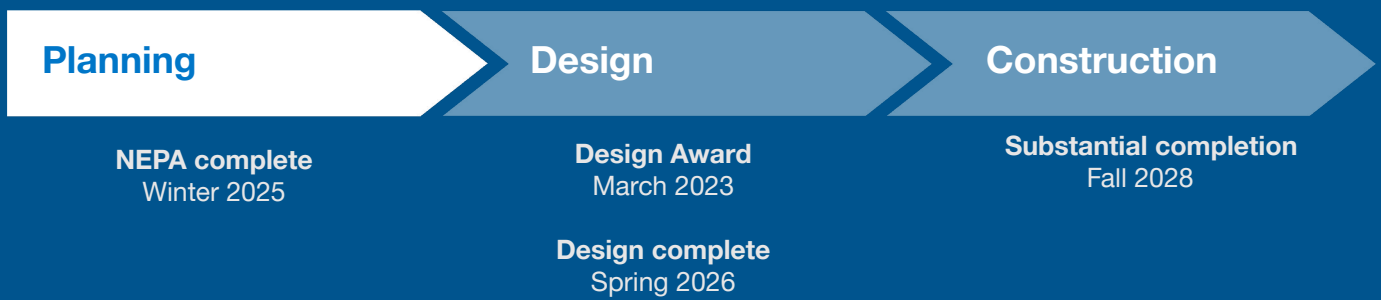 Planning
Design
Construction
NEPA complete
Winter 2025
Design Award
March 2023
Design complete
Spring 2026
Substantial completion
Fall 2028